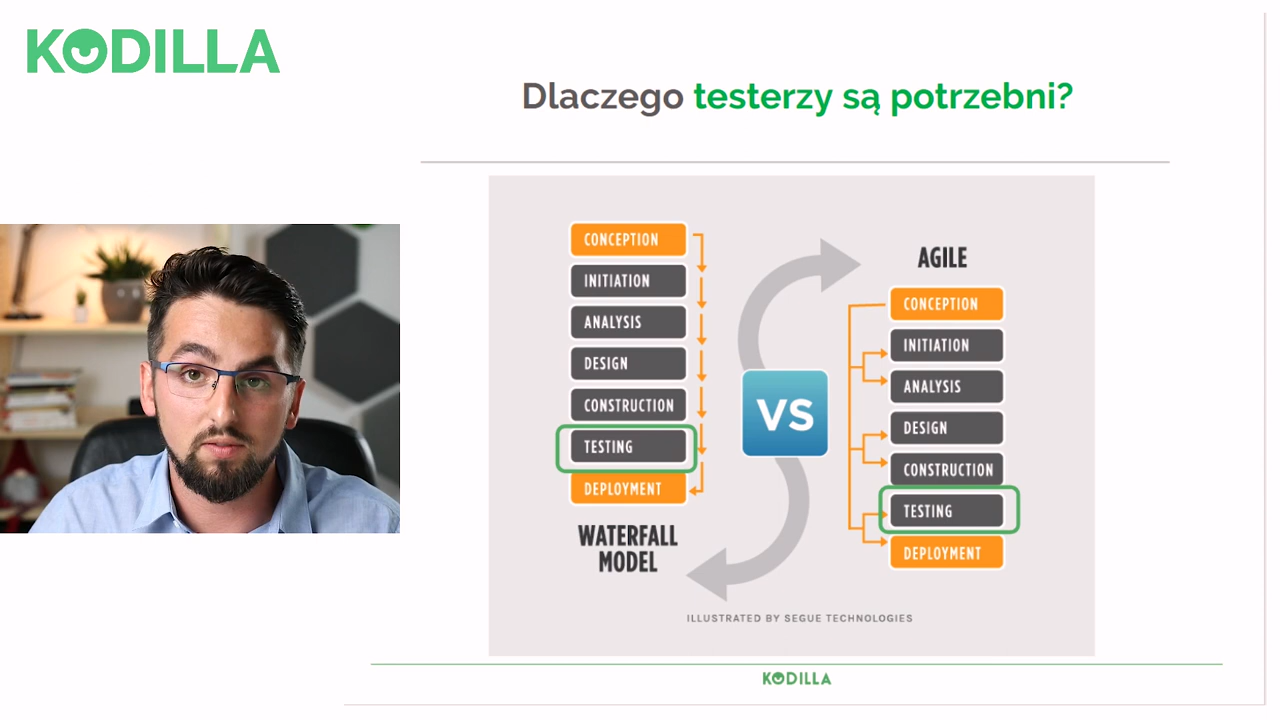 KODILLA
Dlaczego testerzy są potrzebni?
CONCEPTION
INITIATION
ANALYSIS
DESIGN
CONSTRUCTION
TESTING
DEPLOYMENT
WATERFALL
MODEL
VS
AGILE
CONCEPTION
INITIATION
ANALYSIS
DESIGN
CONSTRUCTION
TESTING
DEPLOYMENT
ILLUSTRATED BY SEGUE TECHNOLOGIES
KODILLA